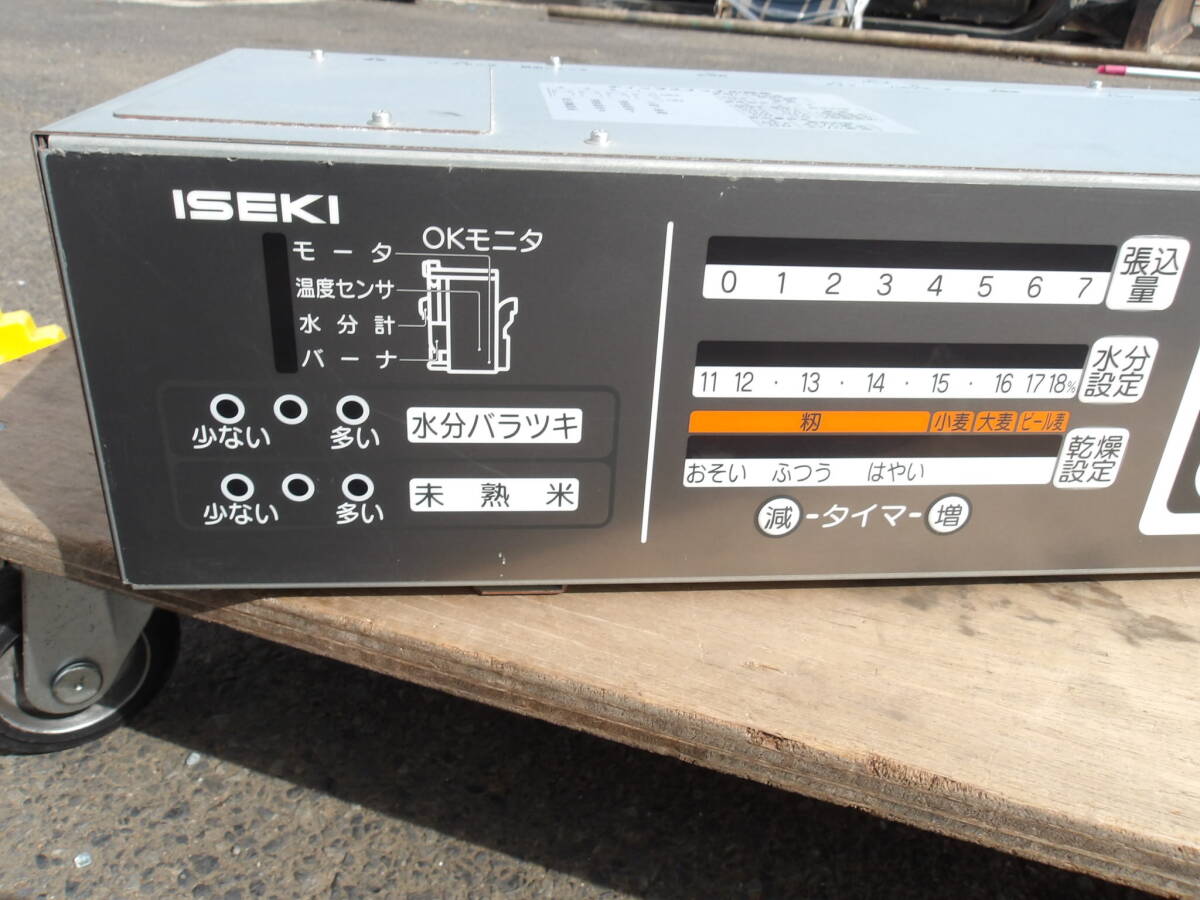 ISEKI
OKモニタ
モータ
温度センサ
水分計
バーナ
少ない 多い 水分バラツキ
少ない 多い 未熟米
0 1 2 3 4 5 6 7 張込量
11 12 · 13 · 14 · 15 · 16 17 18% 水分設定
籾 小麦 大麦 ビール麦
おそい ふつう はやい 乾燥設定
減 - タイマ - 増